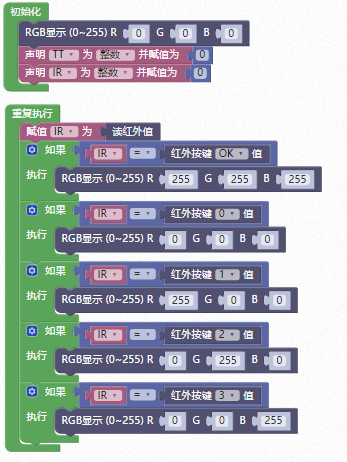 初始化
RGB显示 (0~255) R 0 G 0 B 0
声明 TT 为 整数 并赋值为 0
声明 IR 为 整数 并赋值为 0
重复执行
赋值 IR 为 读红外值
如果 IR = 红外按键 OK 值
执行 RGB显示 (0~255) R 255 G 255 B 255
如果 IR = 红外按键 0 值
执行 RGB显示 (0~255) R 0 G 0 B 0
如果 IR = 红外按键 1 值
执行 RGB显示 (0~255) R 255 G 0 B 0
如果 IR = 红外按键 2 值
执行 RGB显示 (0~255) R 0 G 255 B 0
如果 IR = 红外按键 3 值
执行 RGB显示 (0~255) R 0 G 0 B 255